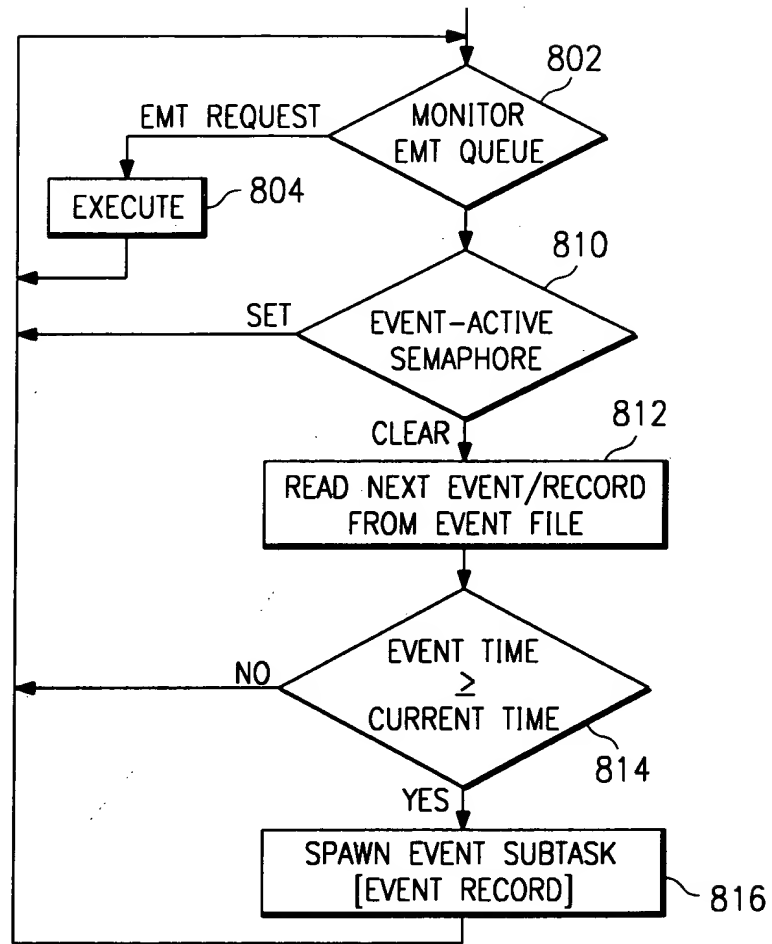 802
EMT REQUEST
MONITOR
EMT QUEUE
EXECUTE
804
810
SET
EVENT-ACTIVE
SEMAPHORE
CLEAR
812
READ NEXT EVENT/RECORD
FROM EVENT FILE
EVENT TIME
≥
CURRENT TIME
NO
814
YES
SPAWN EVENT SUBTASK
[EVENT RECORD]
816